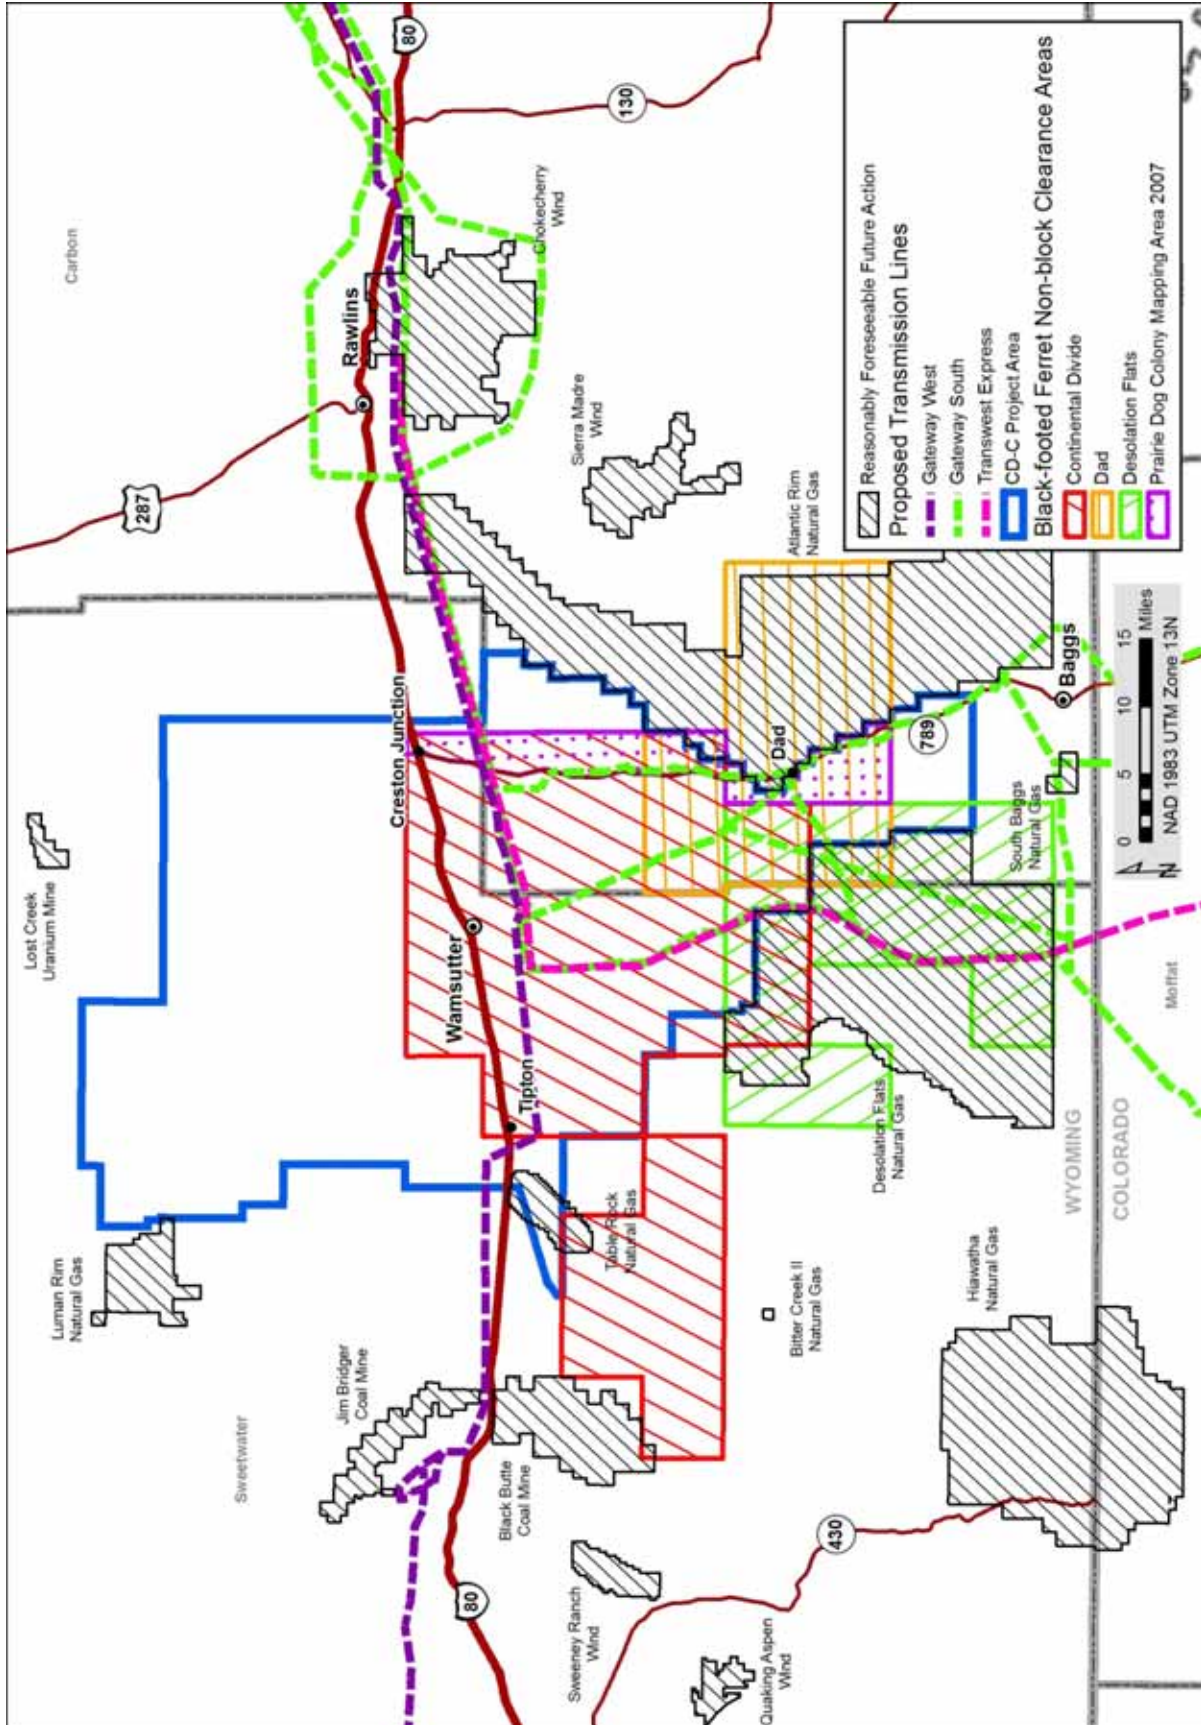 Carbon
80
130
287
Rawlins
Chokecherry
Wind
Sierra Madre
Wind
Atlantic Rim
Natural Gas
Lost Creek
Uranium Mine
Creston Junction
Wamsutter
Tipton
Dad
789
Baggs
South Baggs
Natural Gas
Luman Rim
Natural Gas
Table Rock
Natural Gas
Desolation Flats
Natural Gas
Sweetwater
Jim Bridger
Coal Mine
Black Butte
Coal Mine
Bitter Creek II
Natural Gas
Hiawatha
Natural Gas
80
430
Sweeney Ranch
Wind
Quaking Aspen
Wind
WYOMING
COLORADO
Moffat
Reasonably Foreseeable Future Action
Proposed Transmission Lines
Gateway West
Gateway South
Transwest Express
CD-C Project Area
Black-footed Ferret Non-block Clearance Areas
Continental Divide
Dad
Desolation Flats
Prairie Dog Colony Mapping Area 2007
N
0 5 10 15
Miles
NAD 1983 UTM Zone 13N